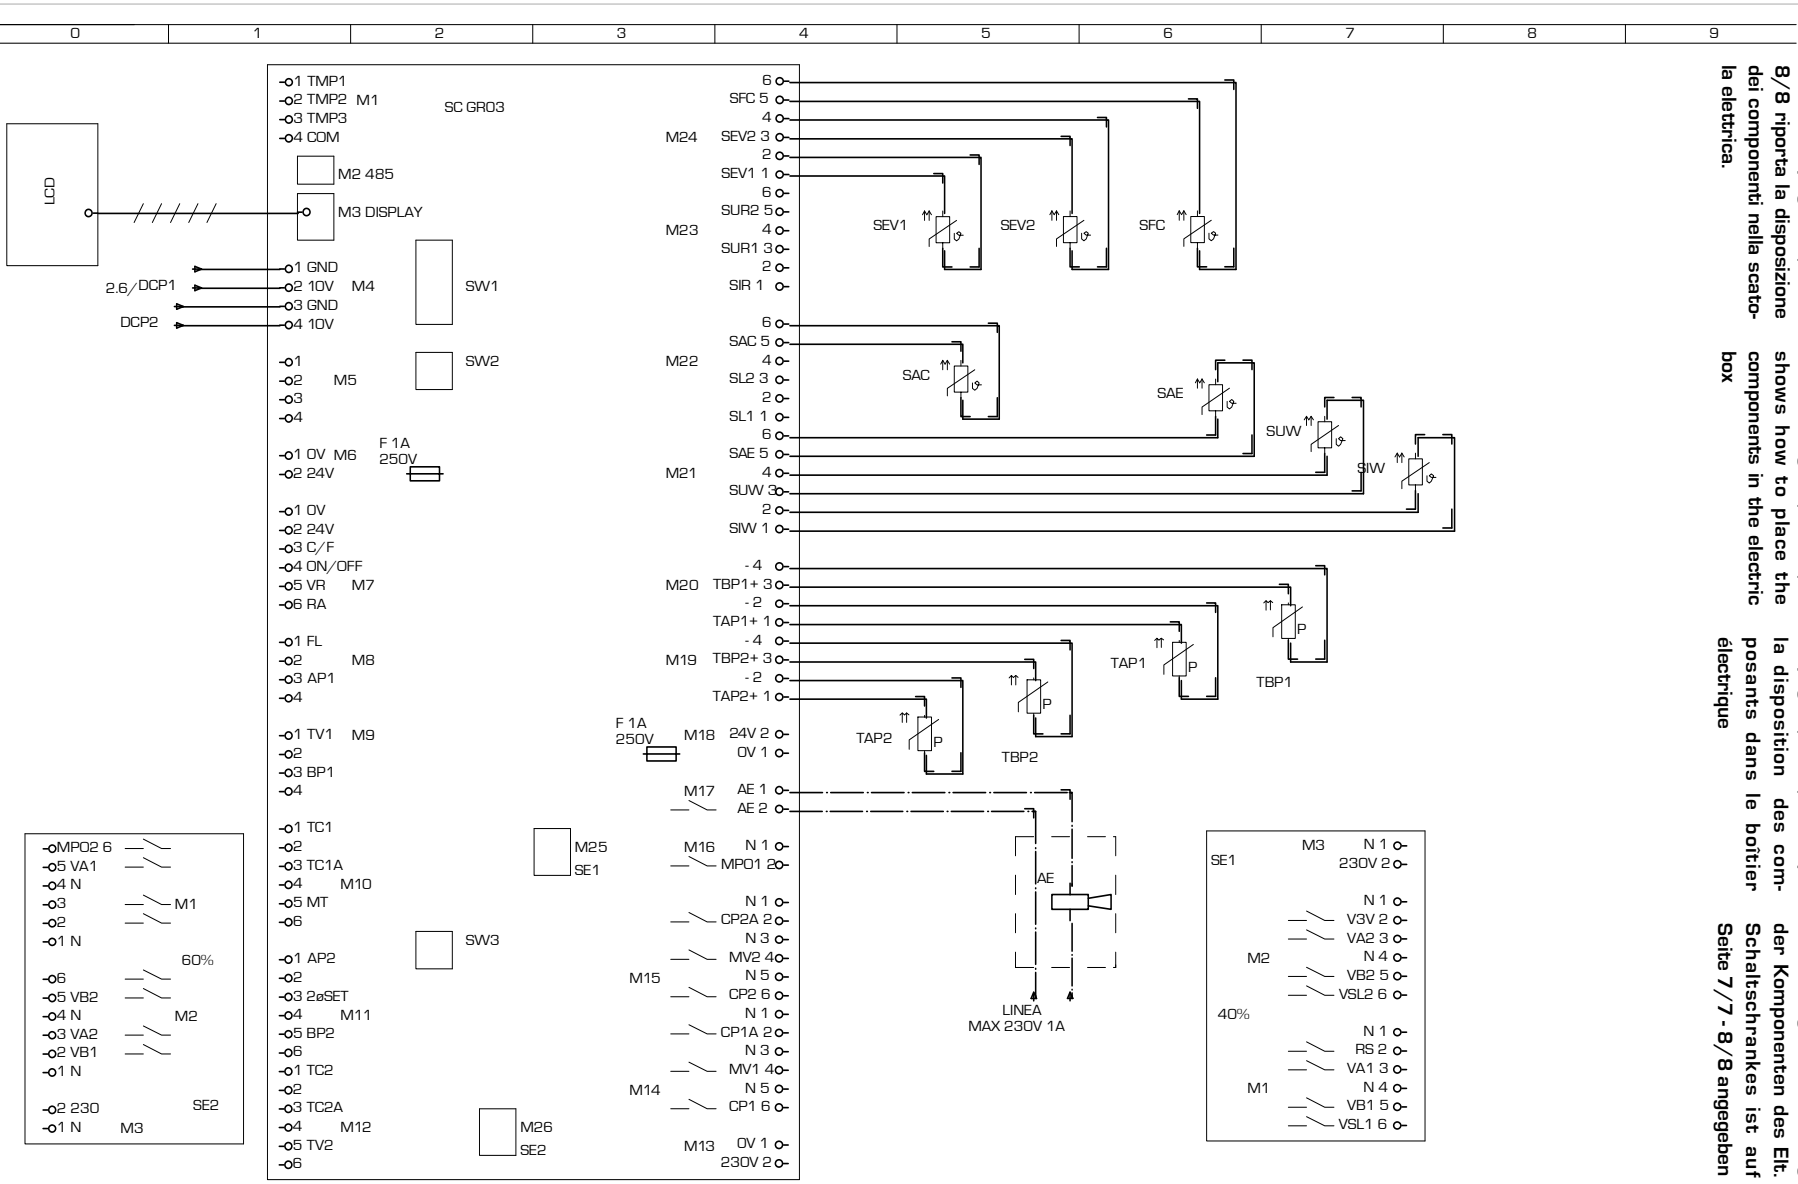 0 1 2 3 4 5 6 7 8 9
LCD
2.6/DCP1
DCP2
SC GR03
1 TMP1
2 TMP2 M1
3 TMP3
4 COM
M2 485
M3 DISPLAY
1 GND
2 10V M4
3 GND
4 10V
SW1
SW2
1
2 M5
3
4
F 1A
250V
1 0V M6
2 24V
1 0V
2 24V
3 C/F
4 ON/OFF
5 VR M7
6 RA
1 FL
2 M8
3 AP1
4
1 TV1 M9
2
3 BP1
4
1 TC1
2
3 TC1A
4 M10
5 MT
6
SW3
1 AP2
2
3 2øSET
4 M11
5 BP2
6
1 TC2
2
3 TC2A
4 M12
5 TV2
6
M25
SE1
M26
SE2
6
SFC 5
4
M24 SEV2 3
2
SEV1 1
6
SUR2 5
M23 4
SUR1 3
2
SIR 1
6
SAC 5
M22 4
SL2 3
2
SL1 1
6
SAE 5
M21 4
SUW 3
2
SIW 1
- 4
M20 TBP1+ 3
- 2
TAP1+ 1
- 4
M19 TBP2+ 3
- 2
TAP2+ 1
F 1A
250V
M18 24V 2
0V 1
M17 AE 1
AE 2
M16 N 1
MPO1 2
N 1
CP2A 2
N 3
MV2 4
M15 N 5
CP2 6
N 1
CP1A 2
N 3
MV1 4
M14 N 5
CP1 6
M13 0V 1
230V 2
SEV1 ϑ
SEV2 ϑ
SFC ϑ
SAC ϑ
SAE ϑ
SUW ϑ
SIW ϑ
TBP1 P
TAP1 P
TBP2 P
TAP2 P
AE
LINEA
MAX 230V 1A
MPO2 6
5 VA1
4 N
3 M1
2
1 N
60%
6
5 VB2
4 N M2
3 VA2
2 VB1
1 N
2 230 SE2
1 N M3
SE1 M3 N 1
230V 2
N 1
V3V 2
VA2 3
M2 N 4
VB2 5
VSL2 6
40%
N 1
RS 2
VA1 3
M1 N 4
VB1 5
VSL1 6
8/8 riporta la disposizione
dei componenti nella scato-
la elettrica.
shows how to place the
components in the electric
box
la disposition des com-
posants dans le boîtier
électrique
der Komponenten des Elt.
Schaltschrankes ist auf
Seite 7/7 - 8/8 angegeben